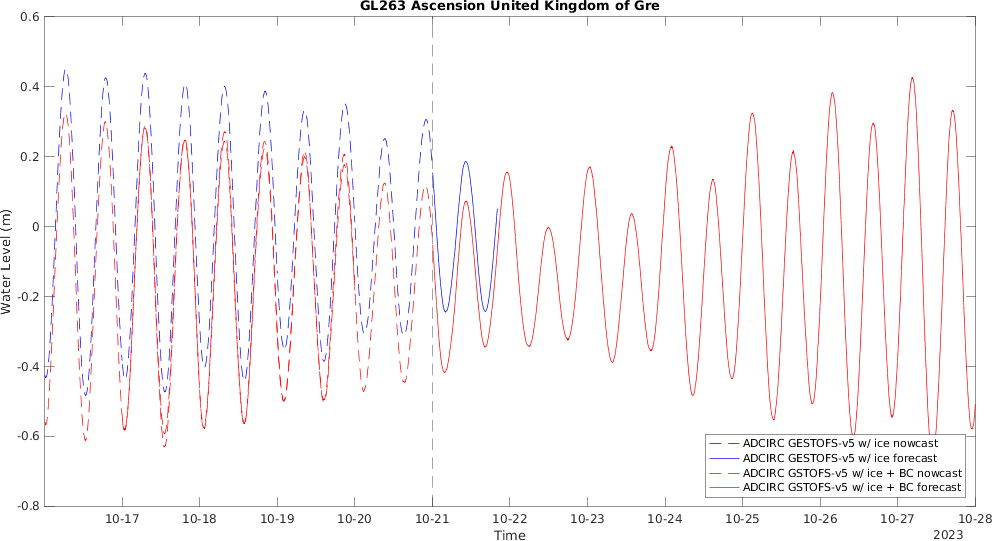 GL263 Ascension United Kingdom of Gre
0.6
0.4
0.2
0
-0.2
-0.4
-0.6
-0.8
Water Level (m)
ADCIRC GESTOFS-v5 w/ ice nowcast
ADCIRC GESTOFS-v5 w/ ice forecast
ADCIRC GSTOFS-v5 w/ ice + BC nowcast
ADCIRC GSTOFS-v5 w/ ice + BC forecast
10-17 10-18 10-19 10-20 10-21 10-22 10-23 10-24 10-25 10-26 10-27 10-28
Time
2023